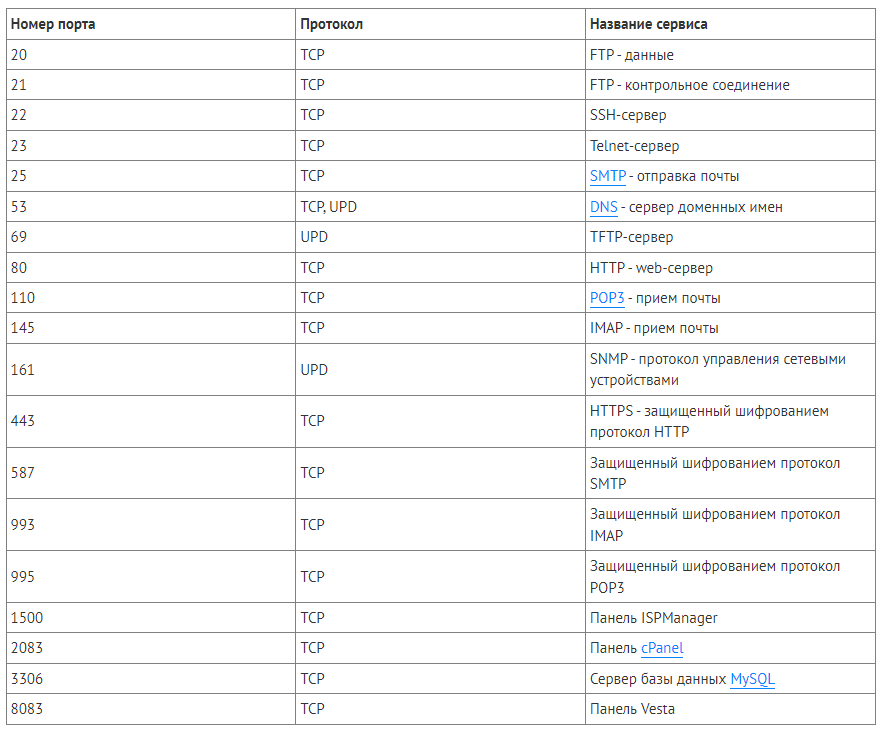 Номер порта Протокол Название сервиса
20 TCP FTP - данные
21 TCP FTP - контрольное соединение
22 TCP SSH-сервер
23 TCP Telnet-сервер
25 TCP SMTP - отправка почты
53 TCP, UPD DNS - сервер доменных имен
69 UPD TFTP-сервер
80 TCP HTTP - web-сервер
110 TCP POP3 - прием почты
145 TCP IMAP - прием почты
161 UPD SNMP - протокол управления сетевыми
устройствами
443 TCP HTTPS - защищенный шифрованием
протокол HTTP
587 TCP Защищенный шифрованием протокол
SMTP
993 TCP Защищенный шифрованием протокол
IMAP
995 TCP Защищенный шифрованием протокол
POP3
1500 TCP Панель ISPManager
2083 TCP Панель cPanel
3306 TCP Сервер базы данных MySQL
8083 TCP Панель Vesta